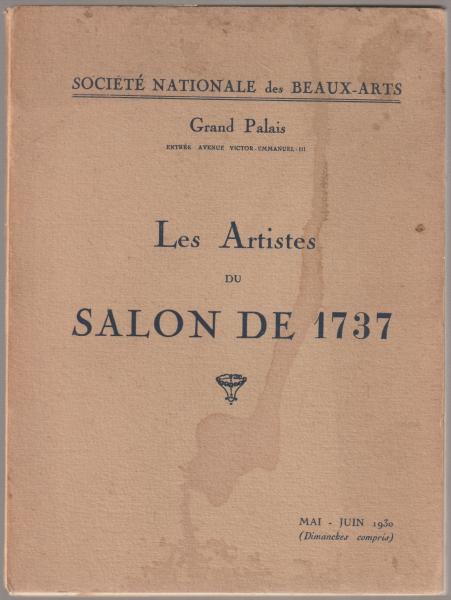 SOCIÉTÉ NATIONALE des BEAUX-ARTS
Grand Palais
ENTRÉE AVENUE VICTOR-EMMANUEL-III
Les Artistes
DU
SALON DE 1737
MAI - JUIN 1930
(Dimanches compris)